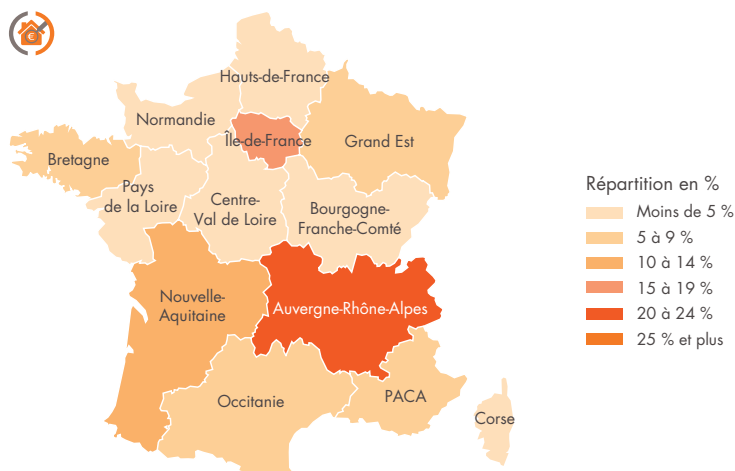 €
Hauts-de-France
Normandie
Île-de-France
Grand Est
Bretagne
Pays
de la Loire
Centre-
Val de Loire
Bourgogne-
Franche-Comté
Nouvelle-
Aquitaine
Auvergne-Rhône-Alpes
Occitanie
PACA
Corse
Répartition en %
Moins de 5 %
5 à 9 %
10 à 14 %
15 à 19 %
20 à 24 %
25 % et plus